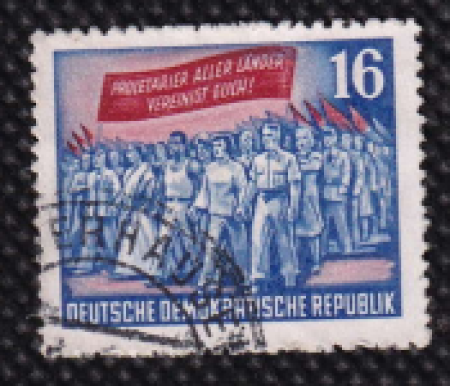 PROLETARIER ALLER LÄNDER
VEREINIGT EUCH!
16
DEUTSCHE DEMOKRATISCHE REPUBLIK